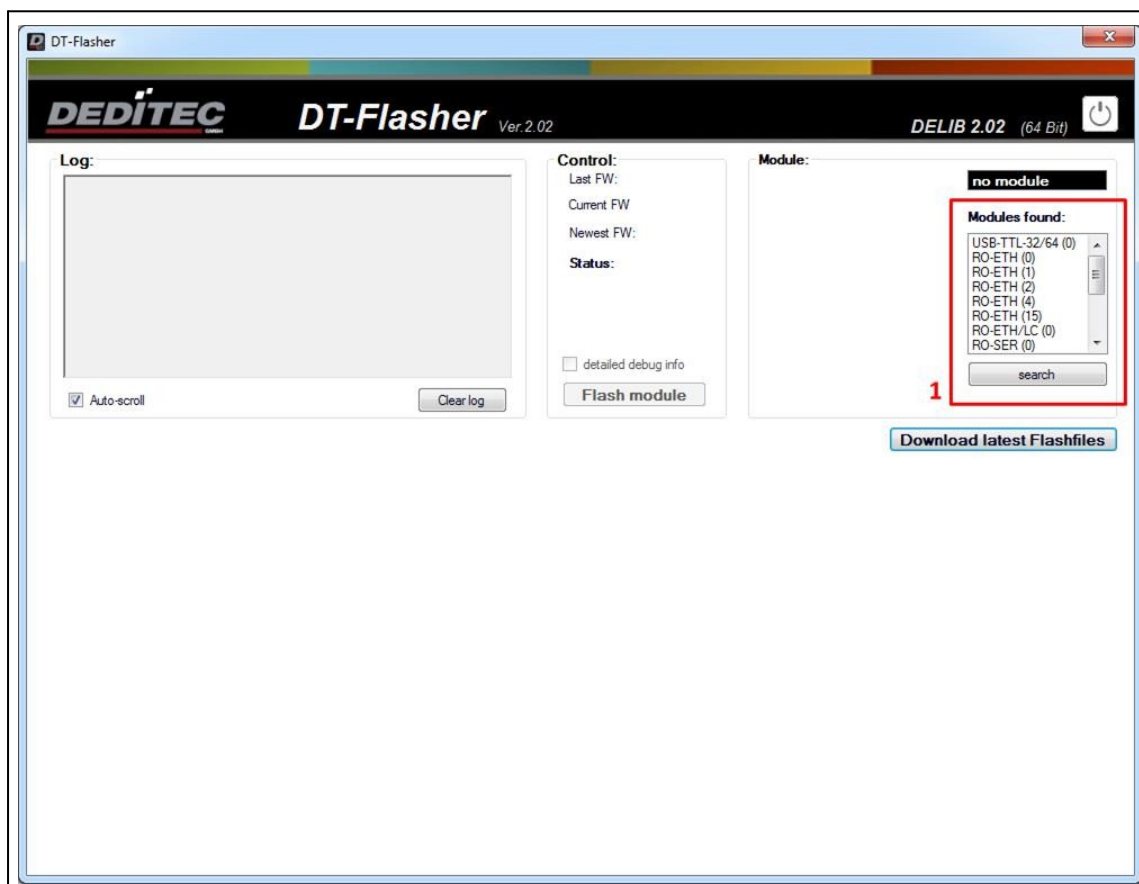 DT-Flasher
DEDITEC
GMBH
DT-Flasher Ver.2.02
DELIB 2.02 (64 Bit)
Log:
Auto-scroll
Clear log
Control:
Last FW:
Current FW
Newest FW:
Status:
detailed debug info
Flash module
Module:
no module
Modules found:
USB-TTL-32/64 (0)
RO-ETH (0)
RO-ETH (1)
RO-ETH (2)
RO-ETH (4)
RO-ETH (15)
RO-ETH/LC (0)
RO-SER (0)
search
1
Download latest Flashfiles